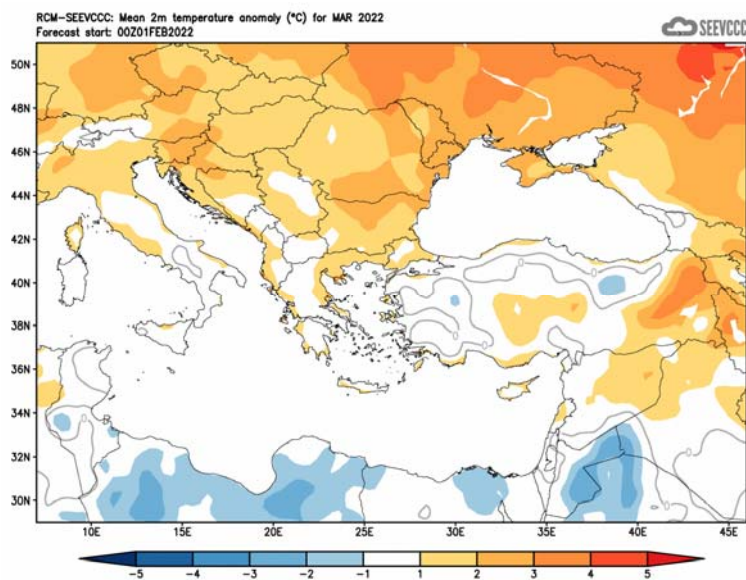 RCM-SEEVCCC: Mean 2m temperature anomaly (°C) for MAR 2022
Forecast start: 00Z01FEB2022
SEEVCCC
50N
48N
46N
44N
42N
40N
38N
36N
34N
32N
30N
10E 15E 20E 25E 30E 35E 40E 45E
-5 -4 -3 -2 -1 1 2 3 4 5